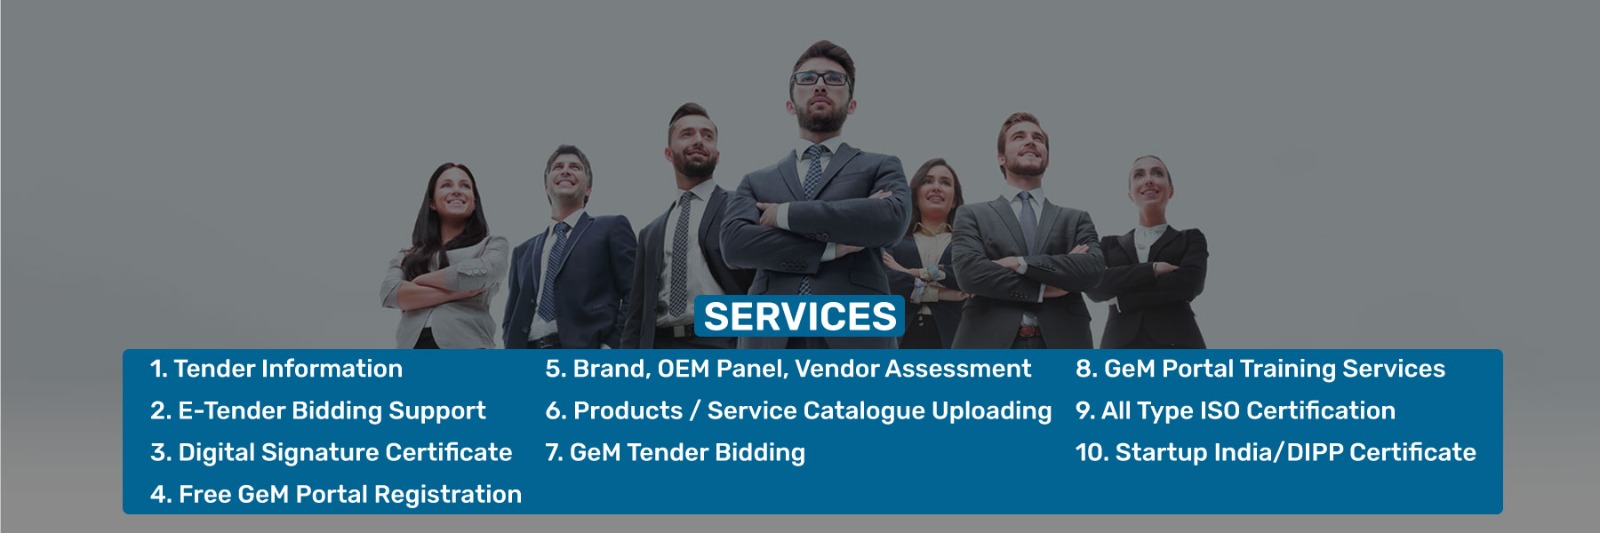 SERVICES
1. Tender Information
2. E-Tender Bidding Support
3. Digital Signature Certificate
4. Free GeM Portal Registration
5. Brand, OEM Panel, Vendor Assessment
6. Products / Service Catalogue Uploading
7. GeM Tender Bidding
8. GeM Portal Training Services
9. All Type ISO Certification
10. Startup India/DIPP Certificate